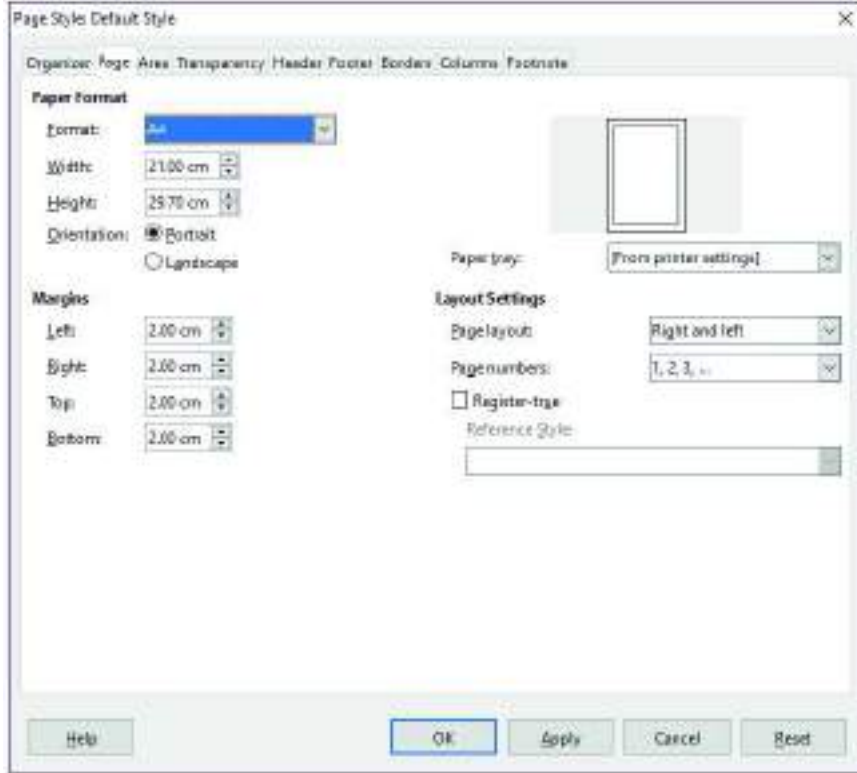 Page Style: Default Style
Organizer Page Area Transparency Header Footer Borders Columns Footnote
Paper Format
Format: A4
Width: 21.00 cm
Height: 29.70 cm
Orientation: Portrait
Landscape
Paper tray: [From printer settings]
Margins
Left: 2.00 cm
Right: 2.00 cm
Top: 2.00 cm
Bottom: 2.00 cm
Layout Settings
Page layout: Right and left
Page numbers: 1, 2, 3, ...
Register-true
Reference Style:
Help OK Apply Cancel Reset